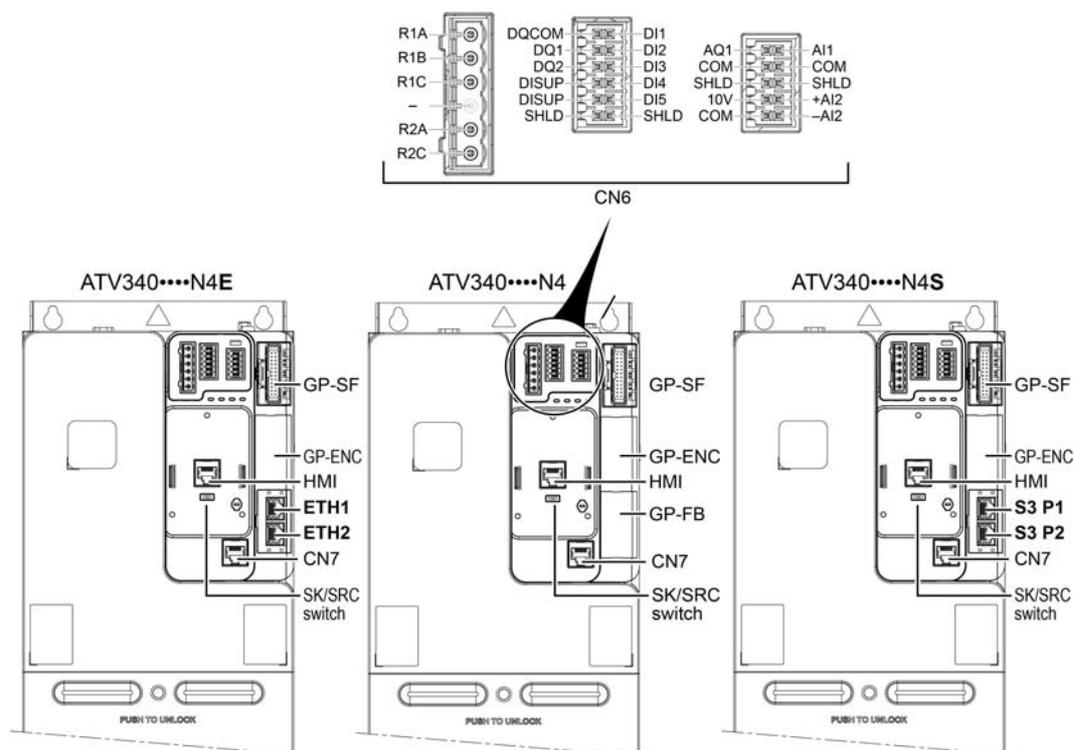 R1A
R1B
R1C
–
R2A
R2C
DQCOM DI1
DQ1 DI2
DQ2 DI3
DISUP DI4
DISUP DI5
SHLD SHLD
AQ1 AI1
COM COM
SHLD SHLD
10V +AI2
COM –AI2
CN6
ATV340••••N4E
GP-SF
GP-ENC
HMI
ETH1
ETH2
CN7
SK/SRC
switch
PUSH TO UNLOCK
ATV340••••N4
GP-SF
GP-ENC
HMI
GP-FB
CN7
SK/SRC
switch
PUSH TO UNLOCK
ATV340••••N4S
GP-SF
GP-ENC
HMI
S3 P1
S3 P2
CN7
SK/SRC
switch
PUSH TO UNLOCK